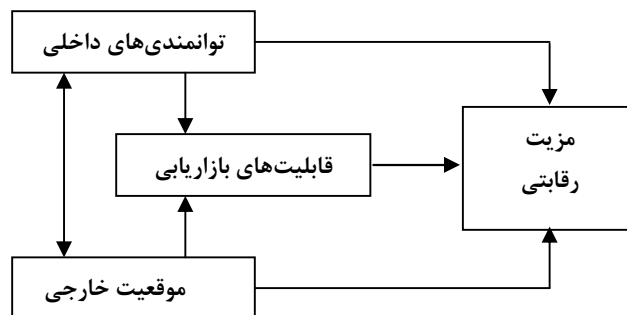 توانمندی‌های داخلی
قابلیت‌های بازاریابی
مزیت
رقابتی
موقعیت خارجی